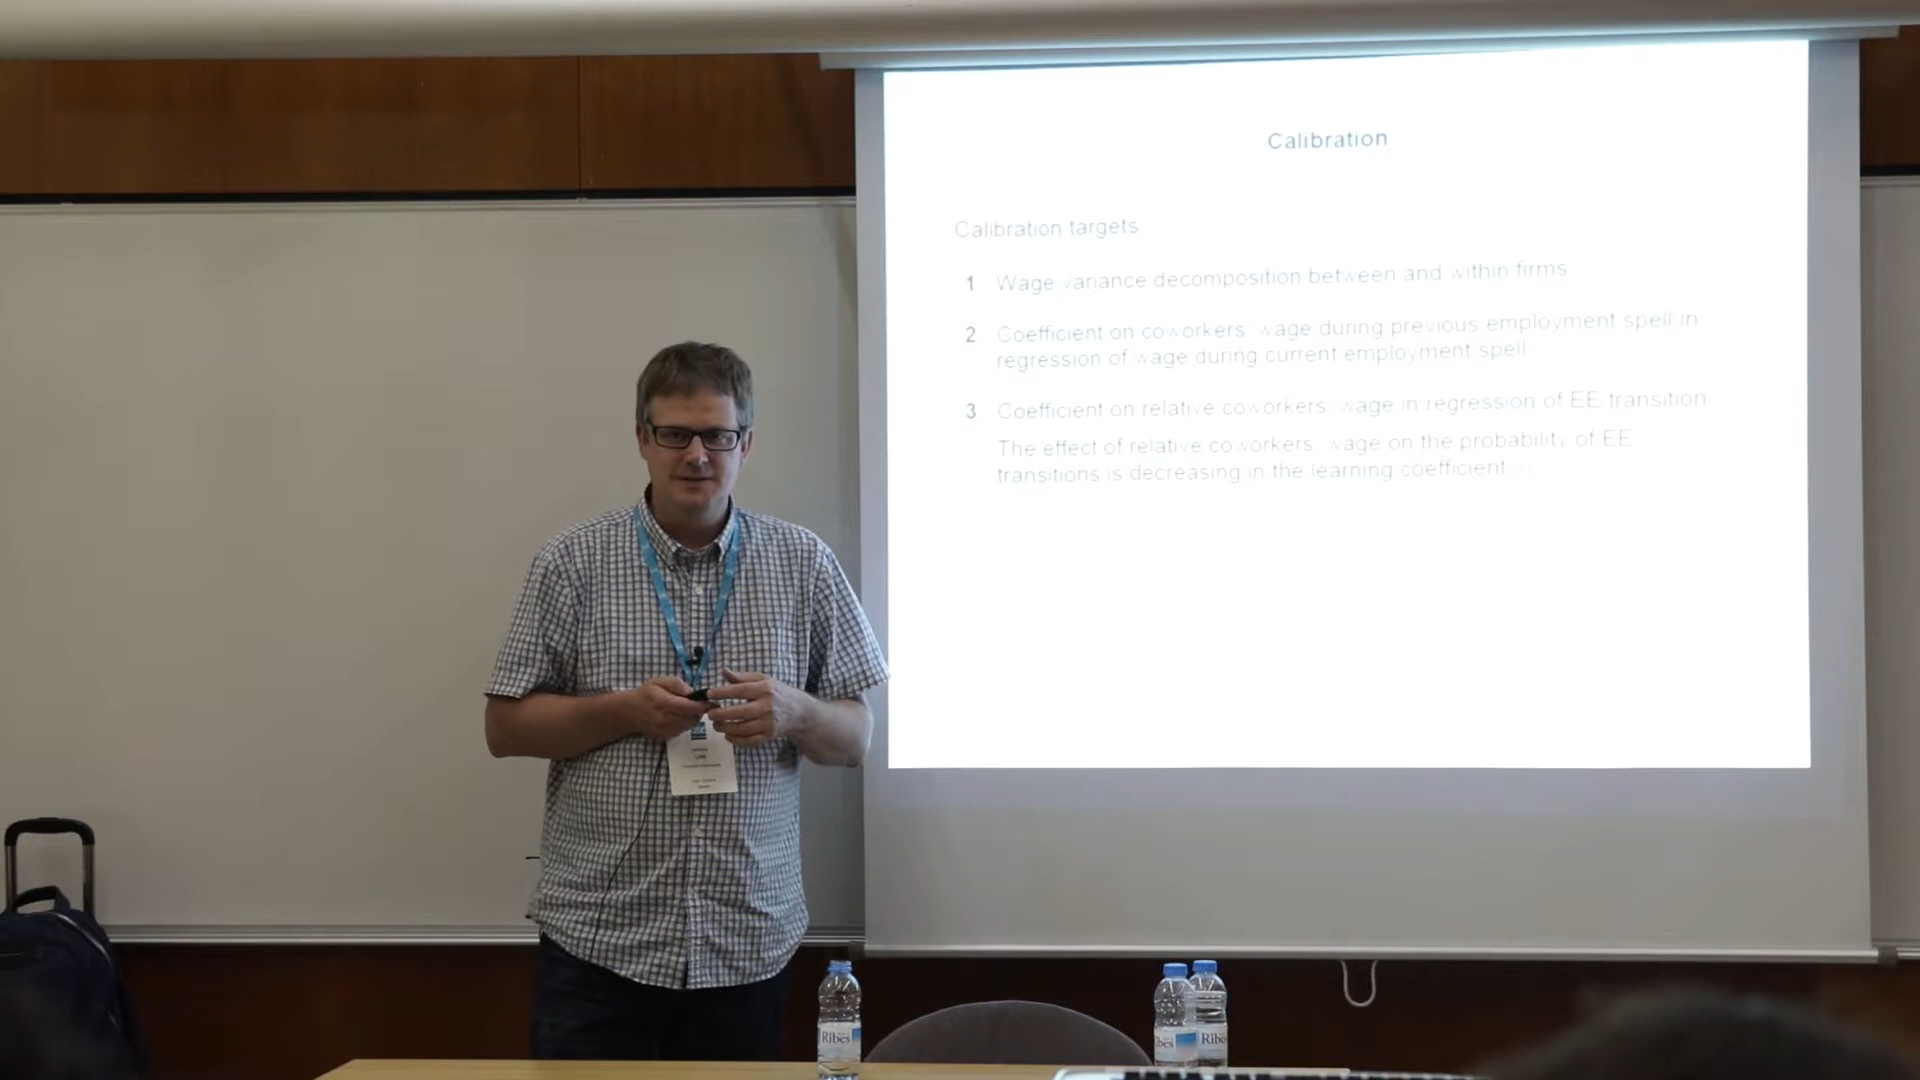 Calibration
Calibration targets
1 Wage variance decomposition between and within firms
2 Coefficient on coworkers' wage during previous employment spell in
regression of wage during current employment spell
3 Coefficient on relative coworkers' wage in regression of EE transition
The effect of relative coworkers' wage on the probability of EE
transitions is decreasing in the learning coefficient
Ribes
ibes
Ribe